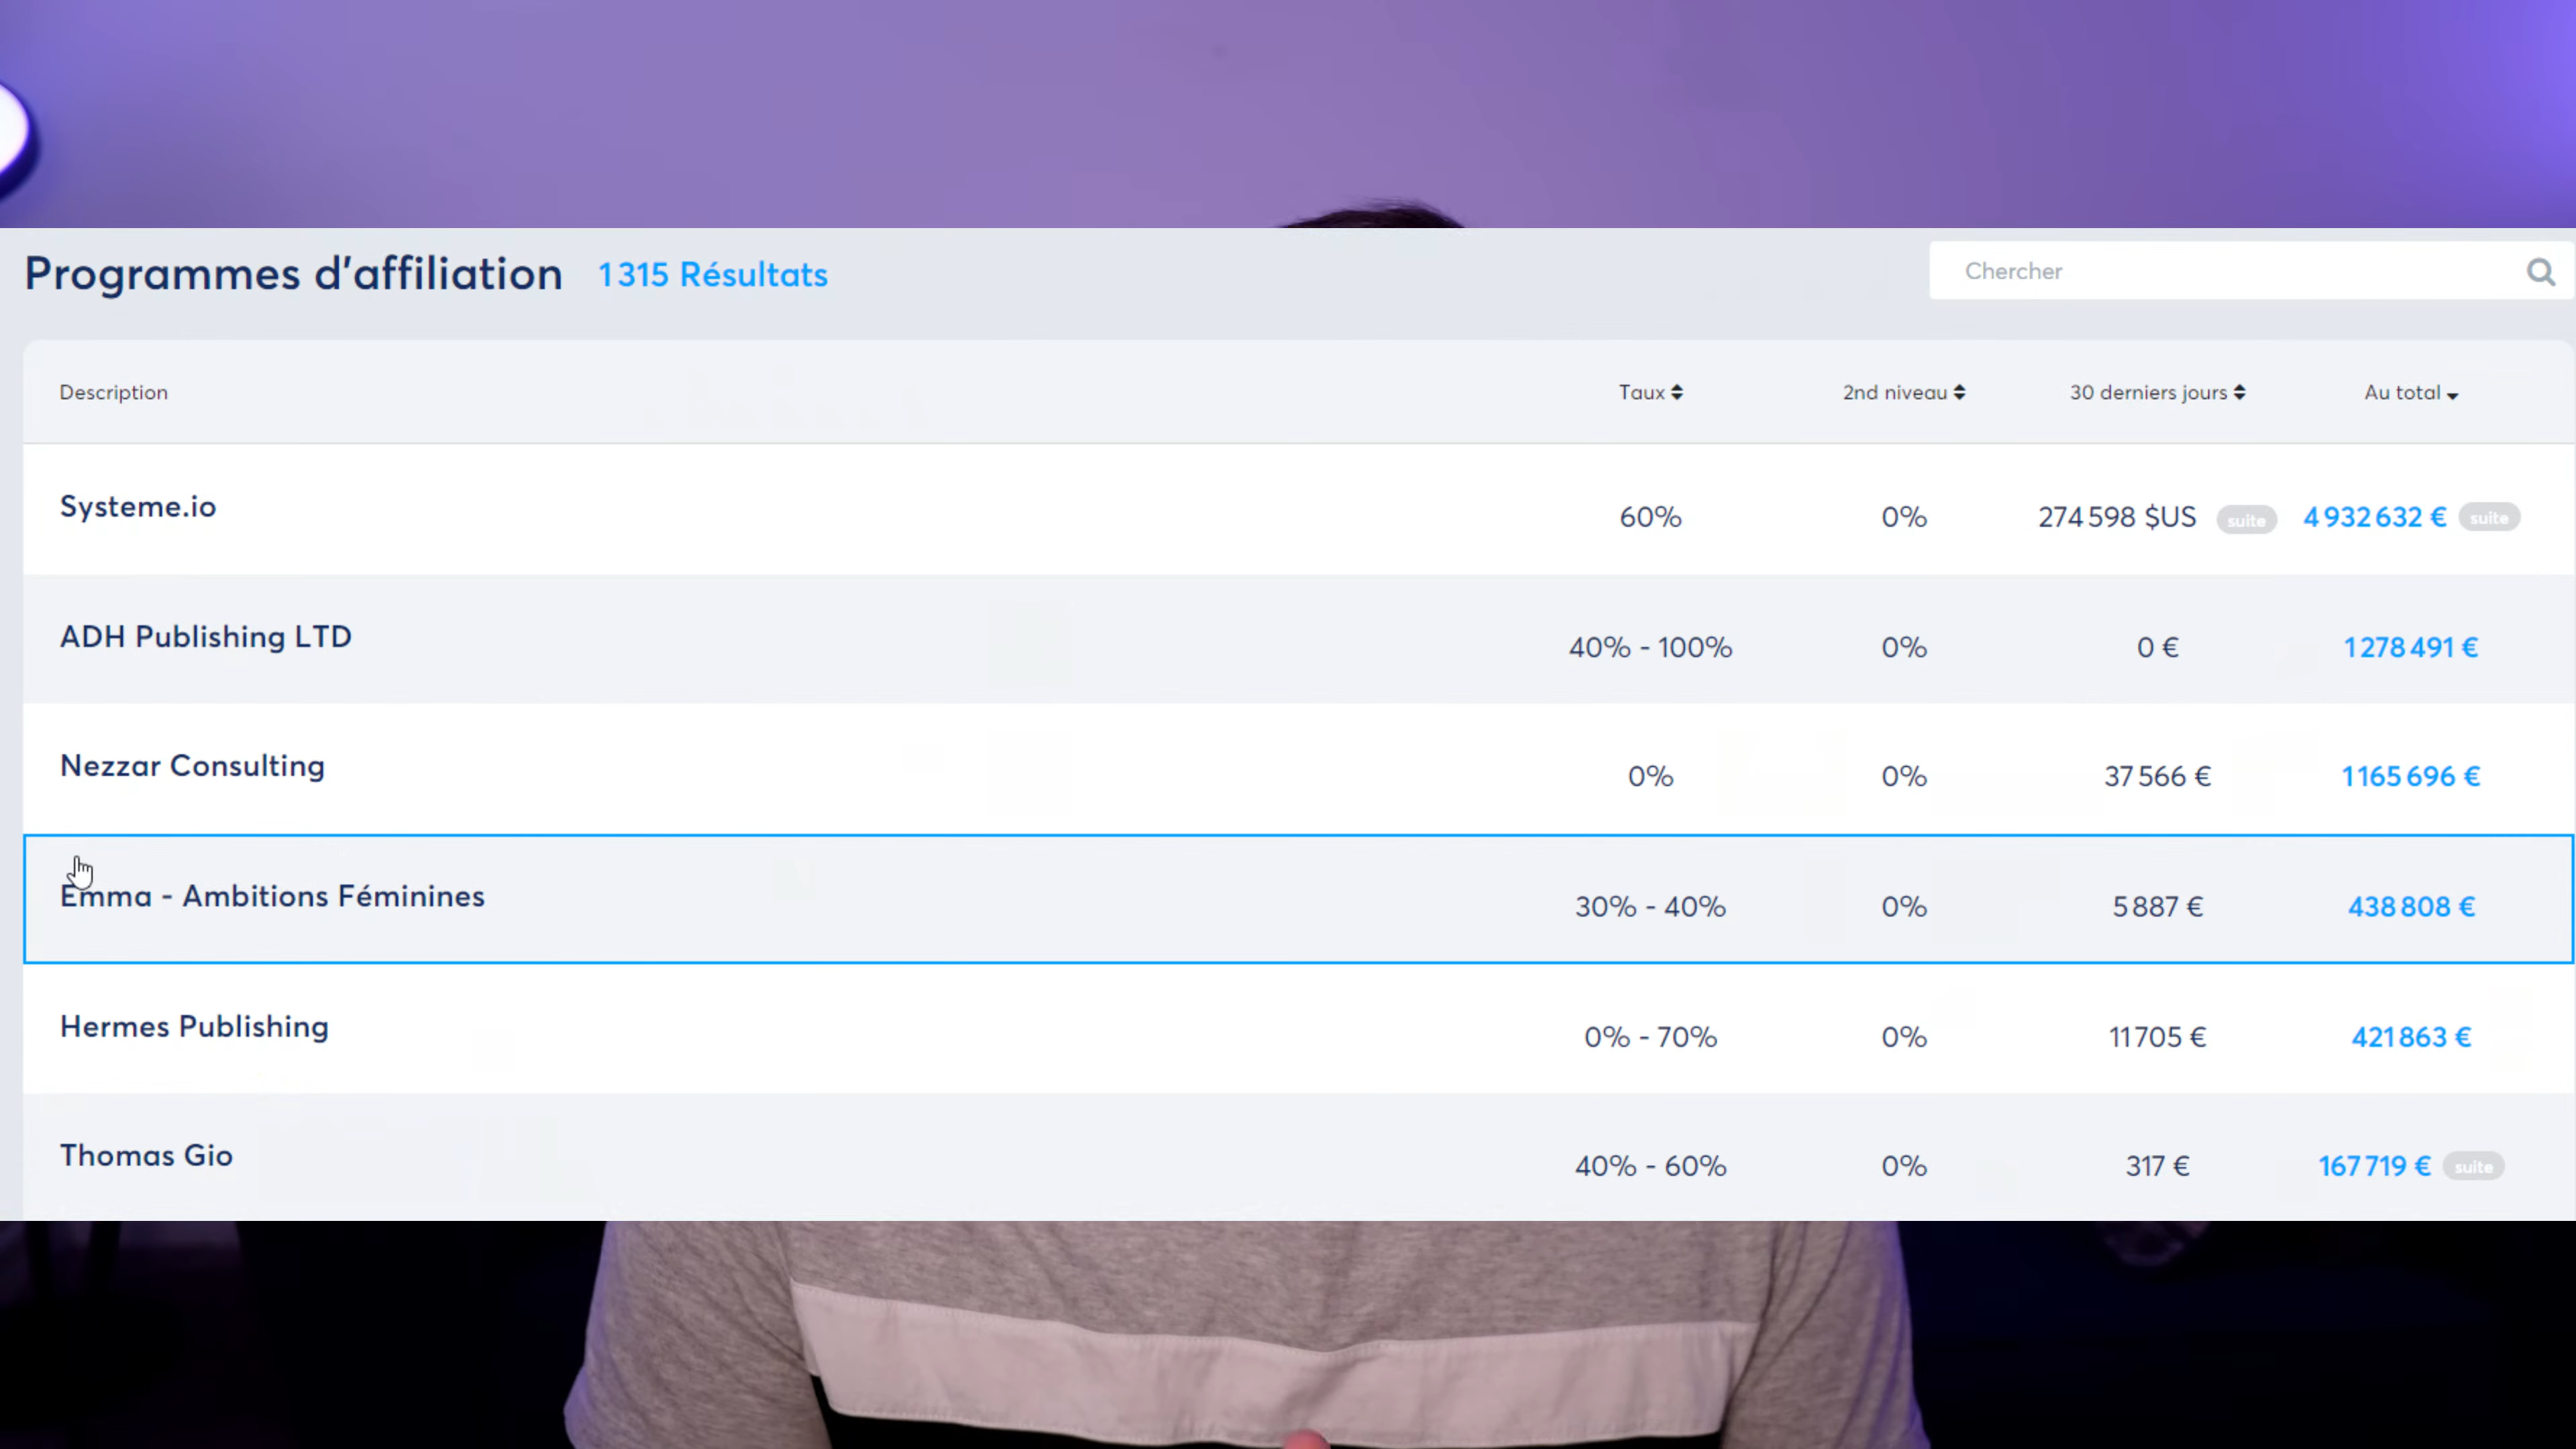 Programmes d'affiliation 1 315 Résultats Chercher
Description Taux 2nd niveau 30 derniers jours Au total
Systeme.io 60% 0% 274 598 $US suite 4 932 632 € suite
ADH Publishing LTD 40% - 100% 0% 0 € 1 278 491 €
Nezzar Consulting 0% 0% 37 566 € 1 165 696 €
Emma - Ambitions Féminines 30% - 40% 0% 5 887 € 438 808 €
Hermes Publishing 0% - 70% 0% 11 705 € 421 863 €
Thomas Gio 40% - 60% 0% 317 € 167 719 € suite